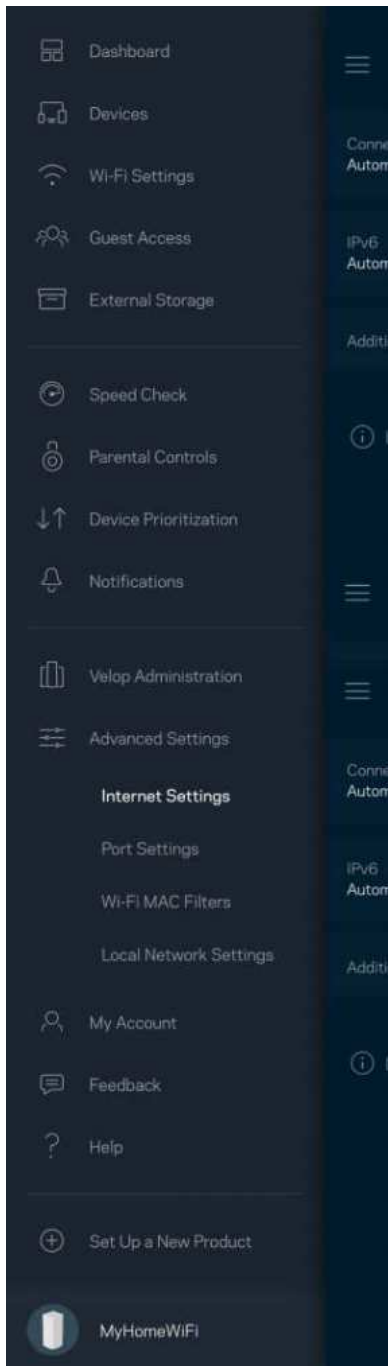 Dashboard
Devices
Wi-Fi Settings
Guest Access
External Storage
Speed Check
Parental Controls
Device Prioritization
Notifications
Velop Administration
Advanced Settings
Internet Settings
Port Settings
Wi-Fi MAC Filters
Local Network Settings
My Account
Feedback
Help
Set Up a New Product
MyHomeWiFi
IPv6
IPv6